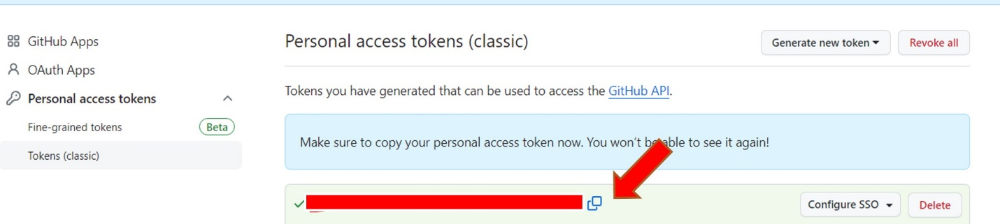 GitHub Apps
OAuth Apps
Personal access tokens
Fine-grained tokens Beta
Tokens (classic)
Personal access tokens (classic)
Generate new token
Revoke all
Tokens you have generated that can be used to access the GitHub API.
Make sure to copy your personal access token now. You won't be able to see it again!
Configure SSO
Delete